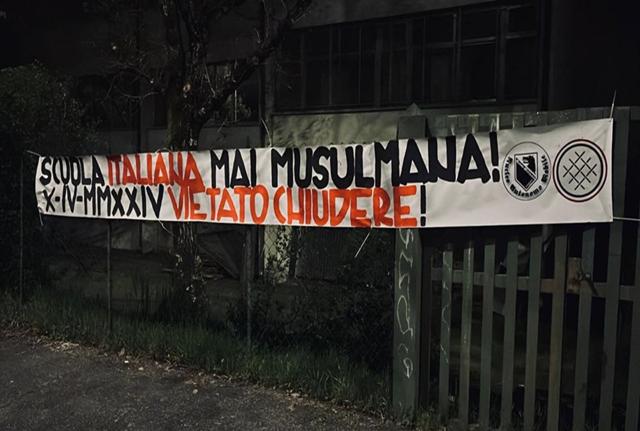 SCUOLA ITALIANA MAI MUSULMANA!
X-IV-MMXXIV VIETATO CHIUDERE!